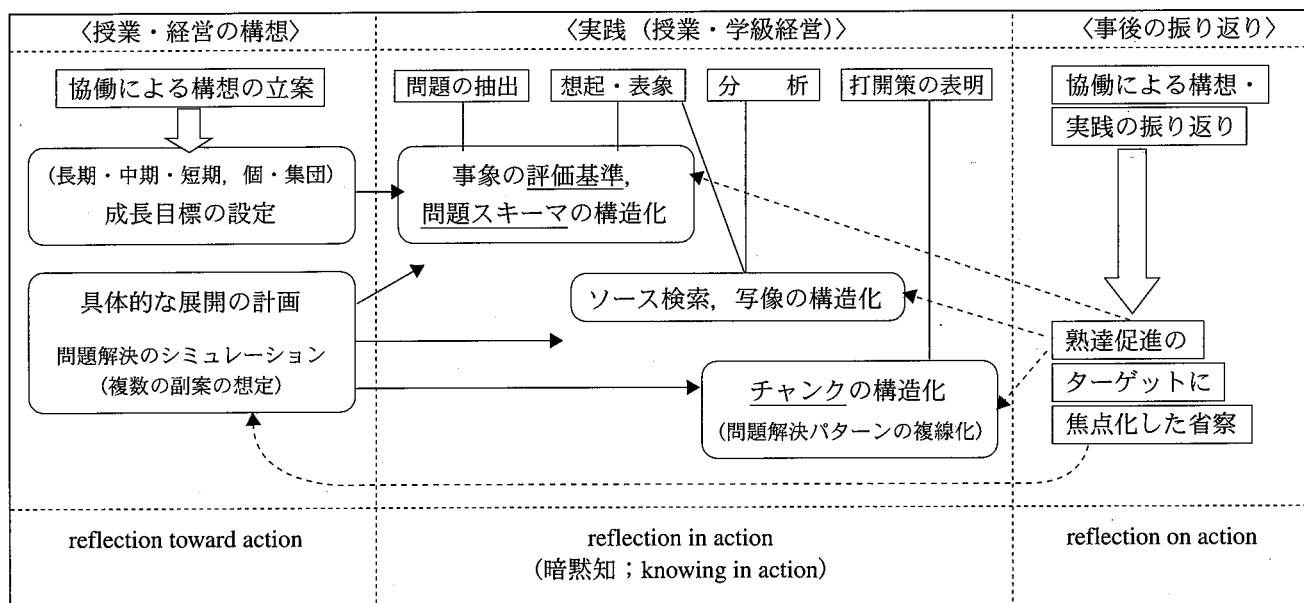 〈授業・経営の構想〉
〈実践（授業・学級経営）〉
〈事後の振り返り〉
協働による構想の立案
(長期・中期・短期，個・集団)
成長目標の設定
具体的な展開の計画
問題解決のシミュレーション
(複数の副案の想定)
問題の抽出
想起・表象
分　析
打開策の表明
事象の評価基準，
問題スキーマの構造化
ソース検索，写像の構造化
チャンクの構造化
(問題解決パターンの複線化)
協働による構想・
実践の振り返り
熟達促進の
ターゲットに
焦点化した省察
reflection toward action
reflection in action
(暗黙知；knowing in action)
reflection on action